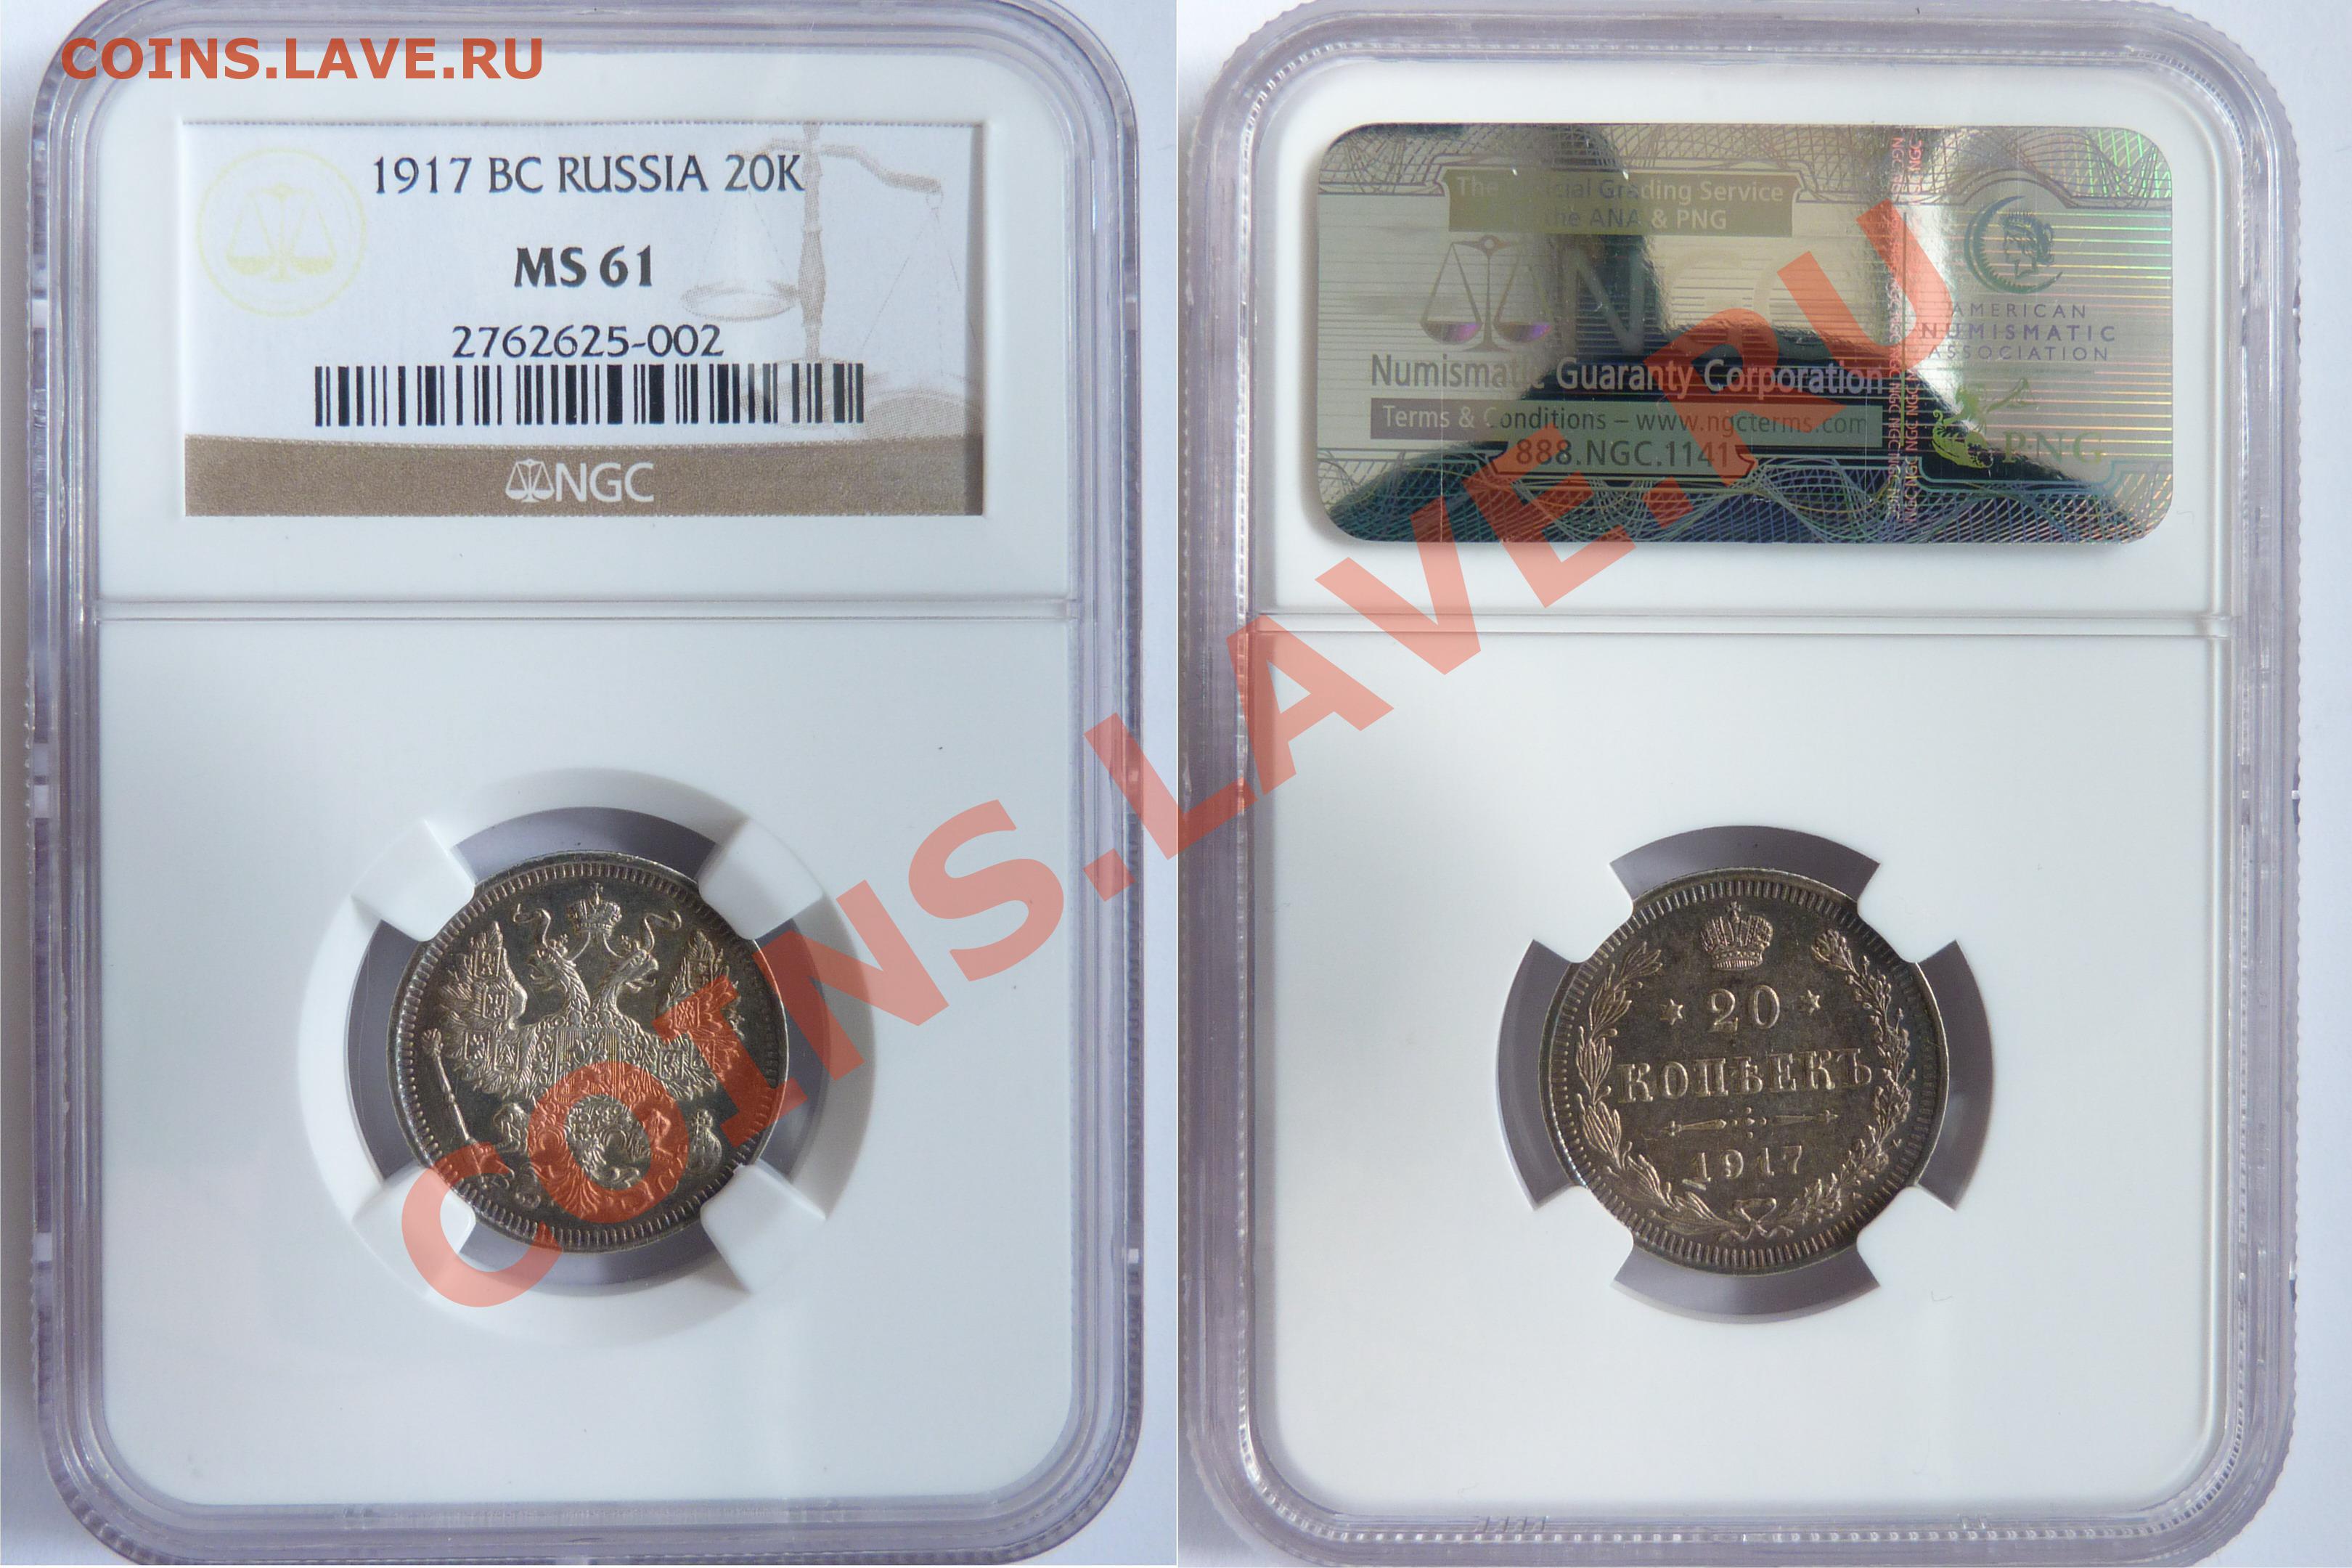 COINS.LAVE.RU
1917 BC RUSSIA 20K
MS 61
2762625-002
NGC
The Official Grading Service
of the ANA & PNG
NGC
Numismatic Guaranty Corporation
Terms & Conditions – www.ngcterms.com
888.NGC.1141
AMERICAN
NUMISMATIC
ASSOCIATION
PNG
20
КОПѢЕКЪ
1917
COINS.LAVE.RU